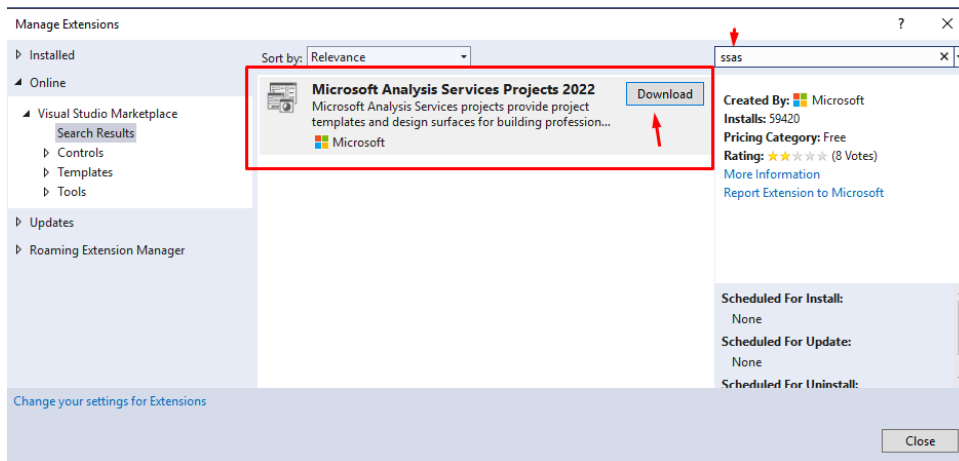 Manage Extensions
?
Installed
Online
Visual Studio Marketplace
Search Results
Controls
Templates
Tools
Updates
Roaming Extension Manager
Sort by: Relevance
Microsoft Analysis Services Projects 2022
Microsoft Analysis Services projects provide project
templates and design surfaces for building profession...
Microsoft
Download
ssas
Created By: Microsoft
Installs: 59420
Pricing Category: Free
Rating: (8 Votes)
More Information
Report Extension to Microsoft
Scheduled For Install:
None
Scheduled For Update:
None
Scheduled For Uninstall:
Change your settings for Extensions
Close